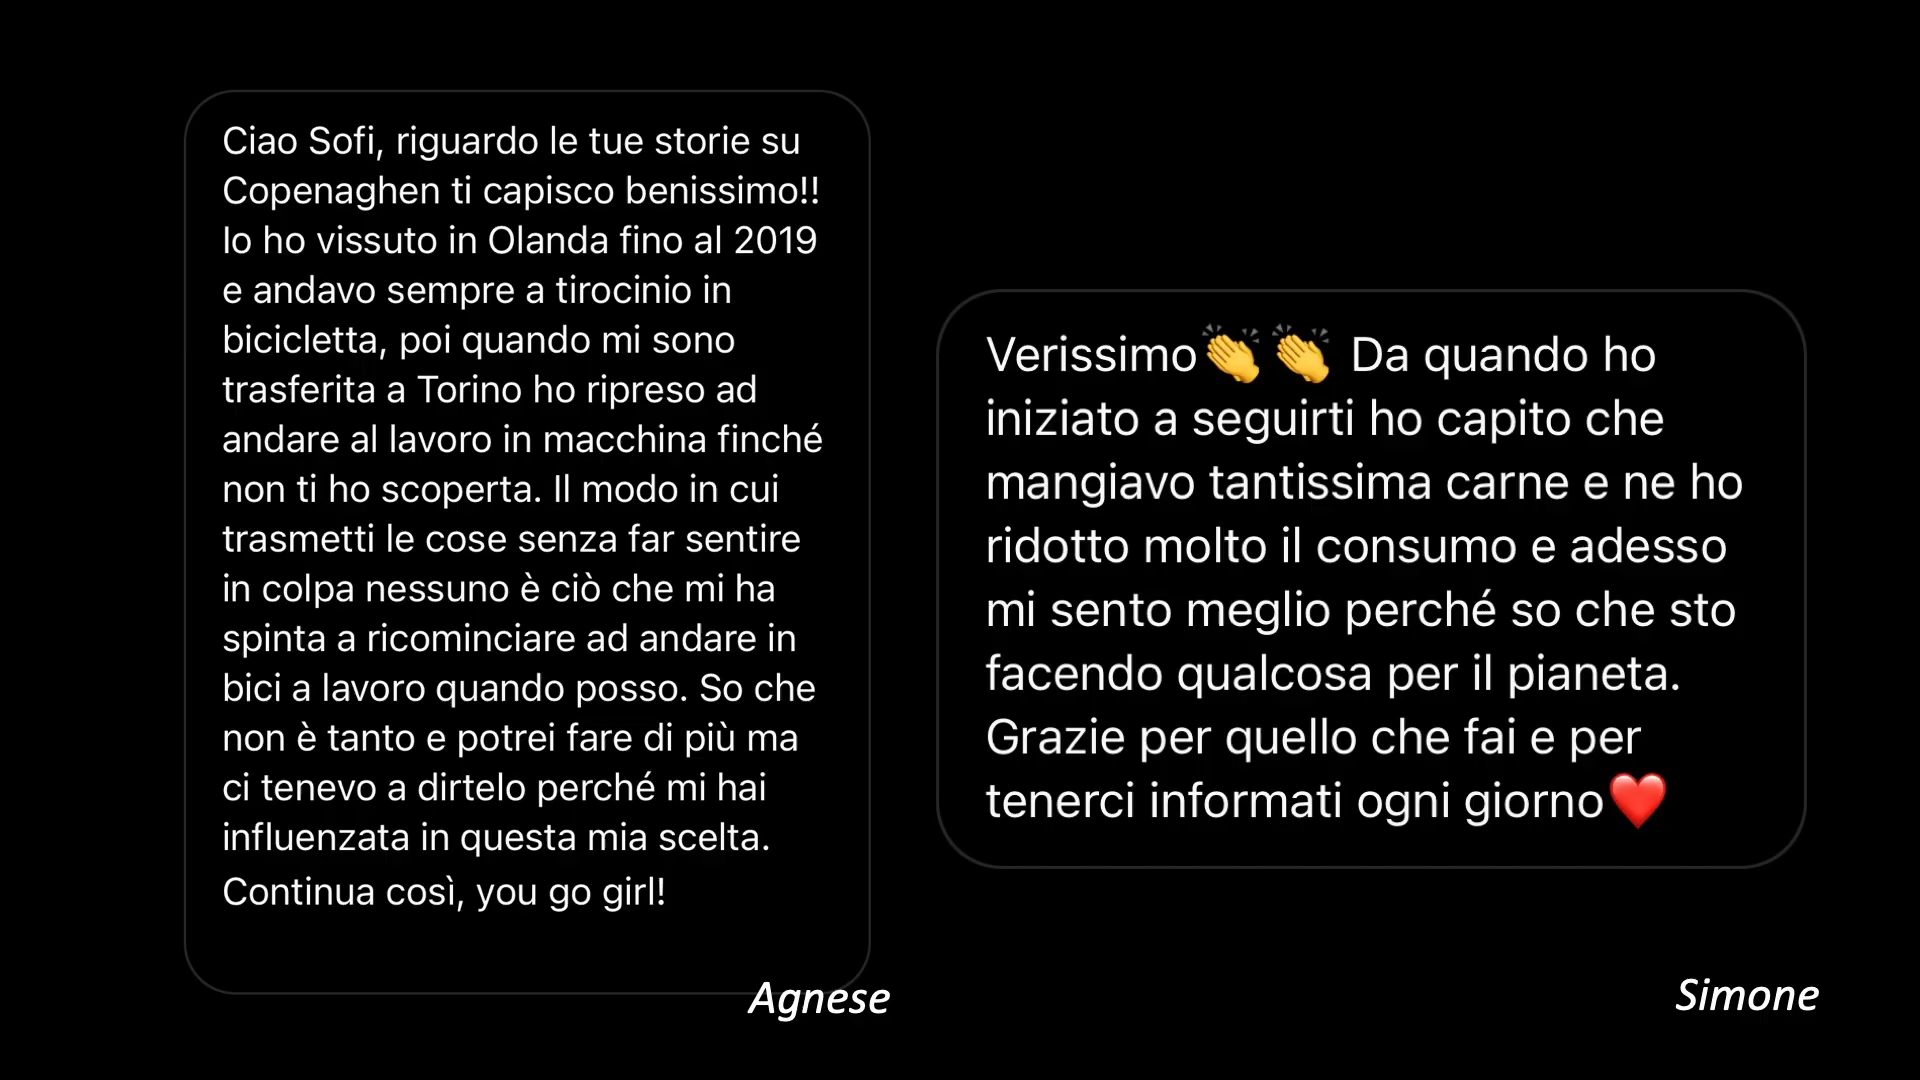 Ciao Sofi, riguardo le tue storie su
Copenaghen ti capisco benissimo!!
Io ho vissuto in Olanda fino al 2019
e andavo sempre a tirocinio in
bicicletta, poi quando mi sono
trasferita a Torino ho ripreso ad
andare al lavoro in macchina finché
non ti ho scoperta. Il modo in cui
trasmetti le cose senza far sentire
in colpa nessuno è ciò che mi ha
spinta a ricominciare ad andare in
bici a lavoro quando posso. So che
non è tanto e potrei fare di più ma
ci tenevo a dirtelo perché mi hai
influenzata in questa mia scelta.
Continua così, you go girl!
Agnese
Verissimo👏👏 Da quando ho
iniziato a seguirti ho capito che
mangiavo tantissima carne e ne ho
ridotto molto il consumo e adesso
mi sento meglio perché so che sto
facendo qualcosa per il pianeta.
Grazie per quello che fai e per
tenerci informati ogni giorno❤️
Simone